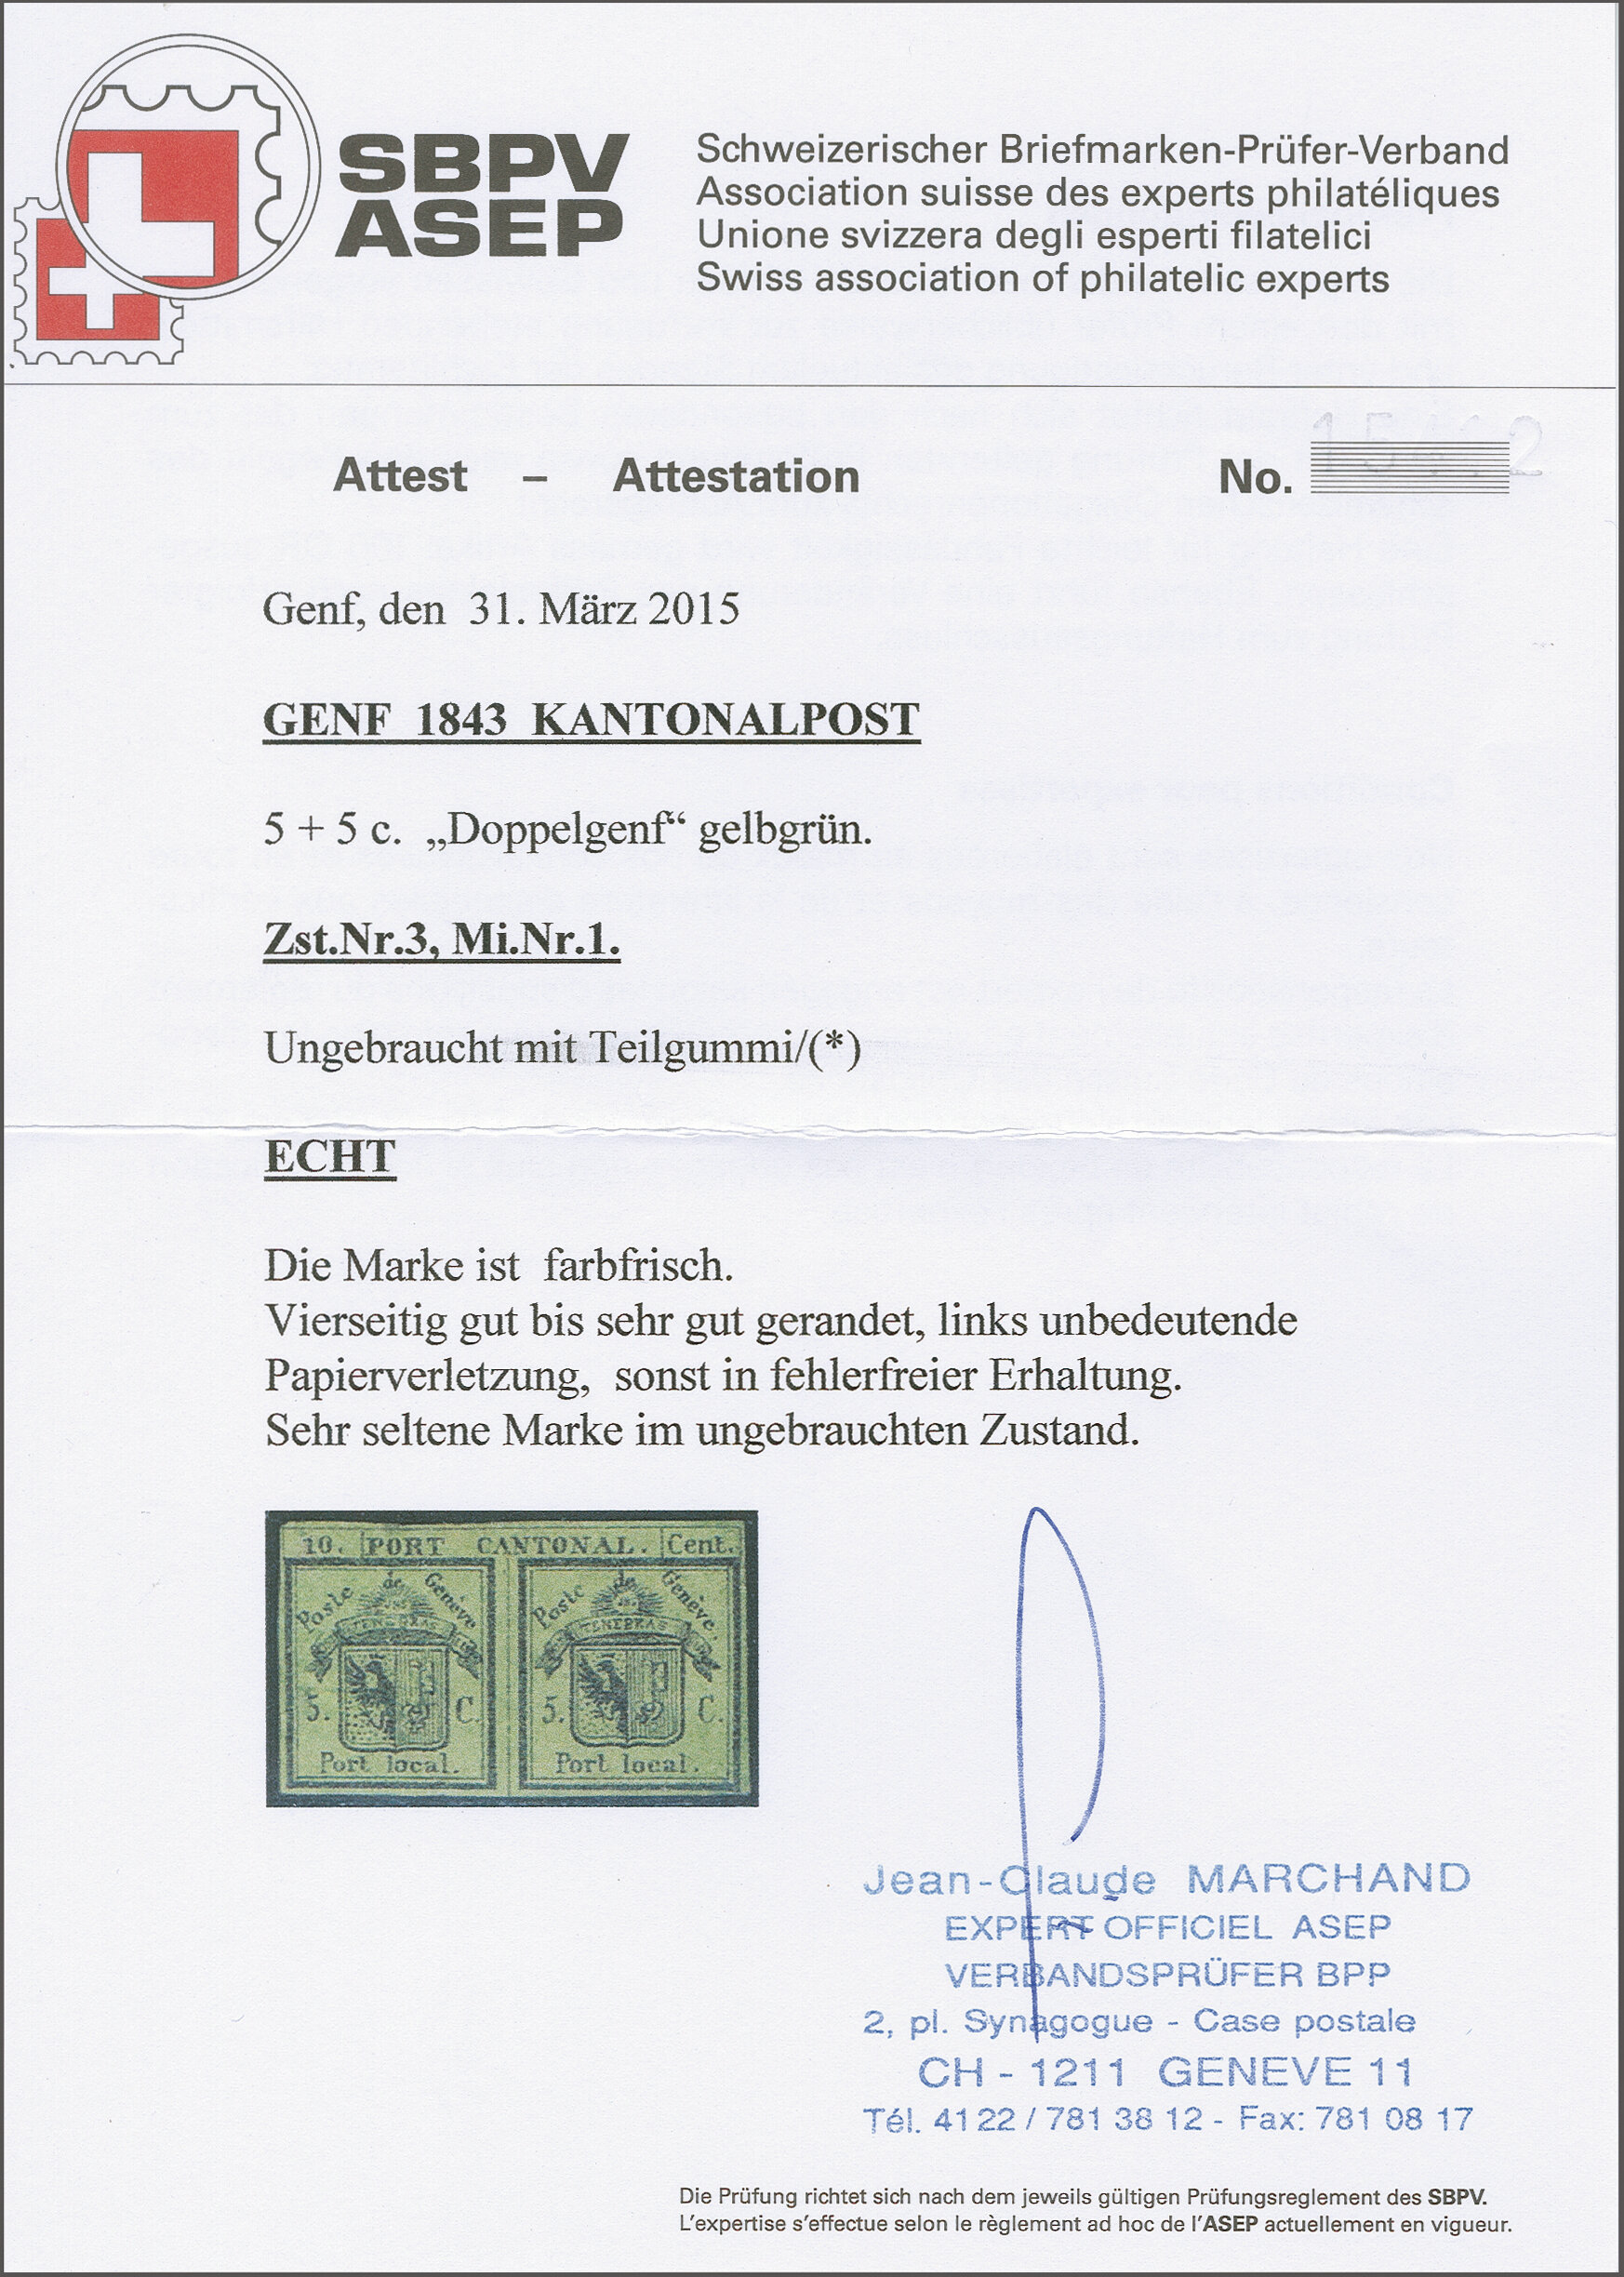 SBPV
ASEP
Schweizerischer Briefmarken-Prüfer-Verband
Association suisse des experts philatéliques
Unione svizzera degli esperti filatelici
Swiss association of philatelic experts
Attest – Attestation No.
Genf, den 31. März 2015
GENF 1843 KANTONALPOST
5 + 5 c. „Doppelgenf“ gelbgrün.
Zst.Nr.3, Mi.Nr.1.
Ungebraucht mit Teilgummi/(*)
ECHT
Die Marke ist farbfrisch.
Vierseitig gut bis sehr gut gerandet, links unbedeutende
Papierverletzung, sonst in fehlerfreier Erhaltung.
Sehr seltene Marke im ungebrauchten Zustand.
10. PORT CANTONAL. Cent.
Poste de Genève
TENEBRAS
5. C.
Port local.
Poste de Genève.
TENEBRAS
5. C.
Port local.
Jean-Claude MARCHAND
EXPERT OFFICIEL ASEP
VERBANDSPRÜFER BPP
2, pl. Synagogue - Case postale
CH - 1211 GENEVE 11
Tél. 41 22 / 781 38 12 - Fax: 781 08 17
Die Prüfung richtet sich nach dem jeweils gültigen Prüfungsreglement des SBPV.
L'expertise s'effectue selon le règlement ad hoc de l'ASEP actuellement en vigueur.